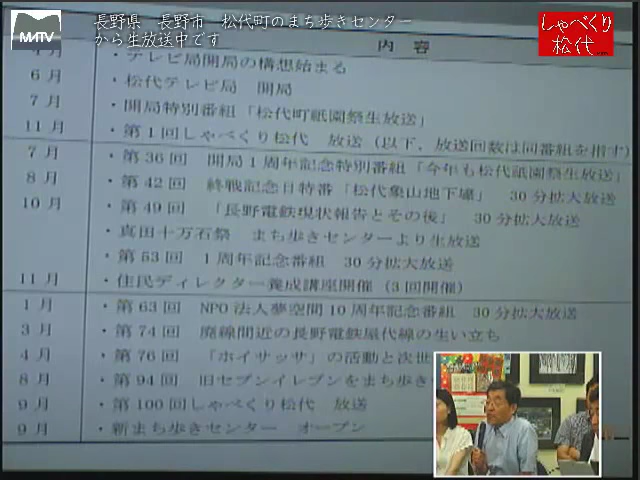 MATV
長野県　長野市　松代町のまち歩きセンター
から生放送中です
しゃべくり
松代
内容
・テレビ局開局の構想始まる
6月 ・松代テレビ局　開局
7月 ・開局特別番組「松代町祇園祭生放送」
11月 ・第1回しゃべくり松代　放送（以下，放送回数は同番組を指す）
7月 ・第36回　開局1周年記念特別番組「今年も松代祇園祭生放送」
8月 ・第42回　終戦記念日特番「松代象山地下壕」　30分拡大放送
10月 ・第49回　「長野電鉄現状報告とその後」　30分拡大放送
・真田十万石祭　まち歩きセンターより生放送
・第53回　1周年記念番組　30分拡大放送
11月 ・住民ディレクター養成講座開催（3回開催）
1月 ・第63回　NPO法人夢空間10周年記念番組　30分拡大放送
3月 ・第74回　廃線間近の長野電鉄屋代線の生い立ち
4月 ・第76回　「ホイサッサ」の活動と次世
8月 ・第94回　旧セブンイレブンをまち歩き
9月 ・第100回しゃべくり松代　放送
9月 ・新まち歩きセンター　オープン